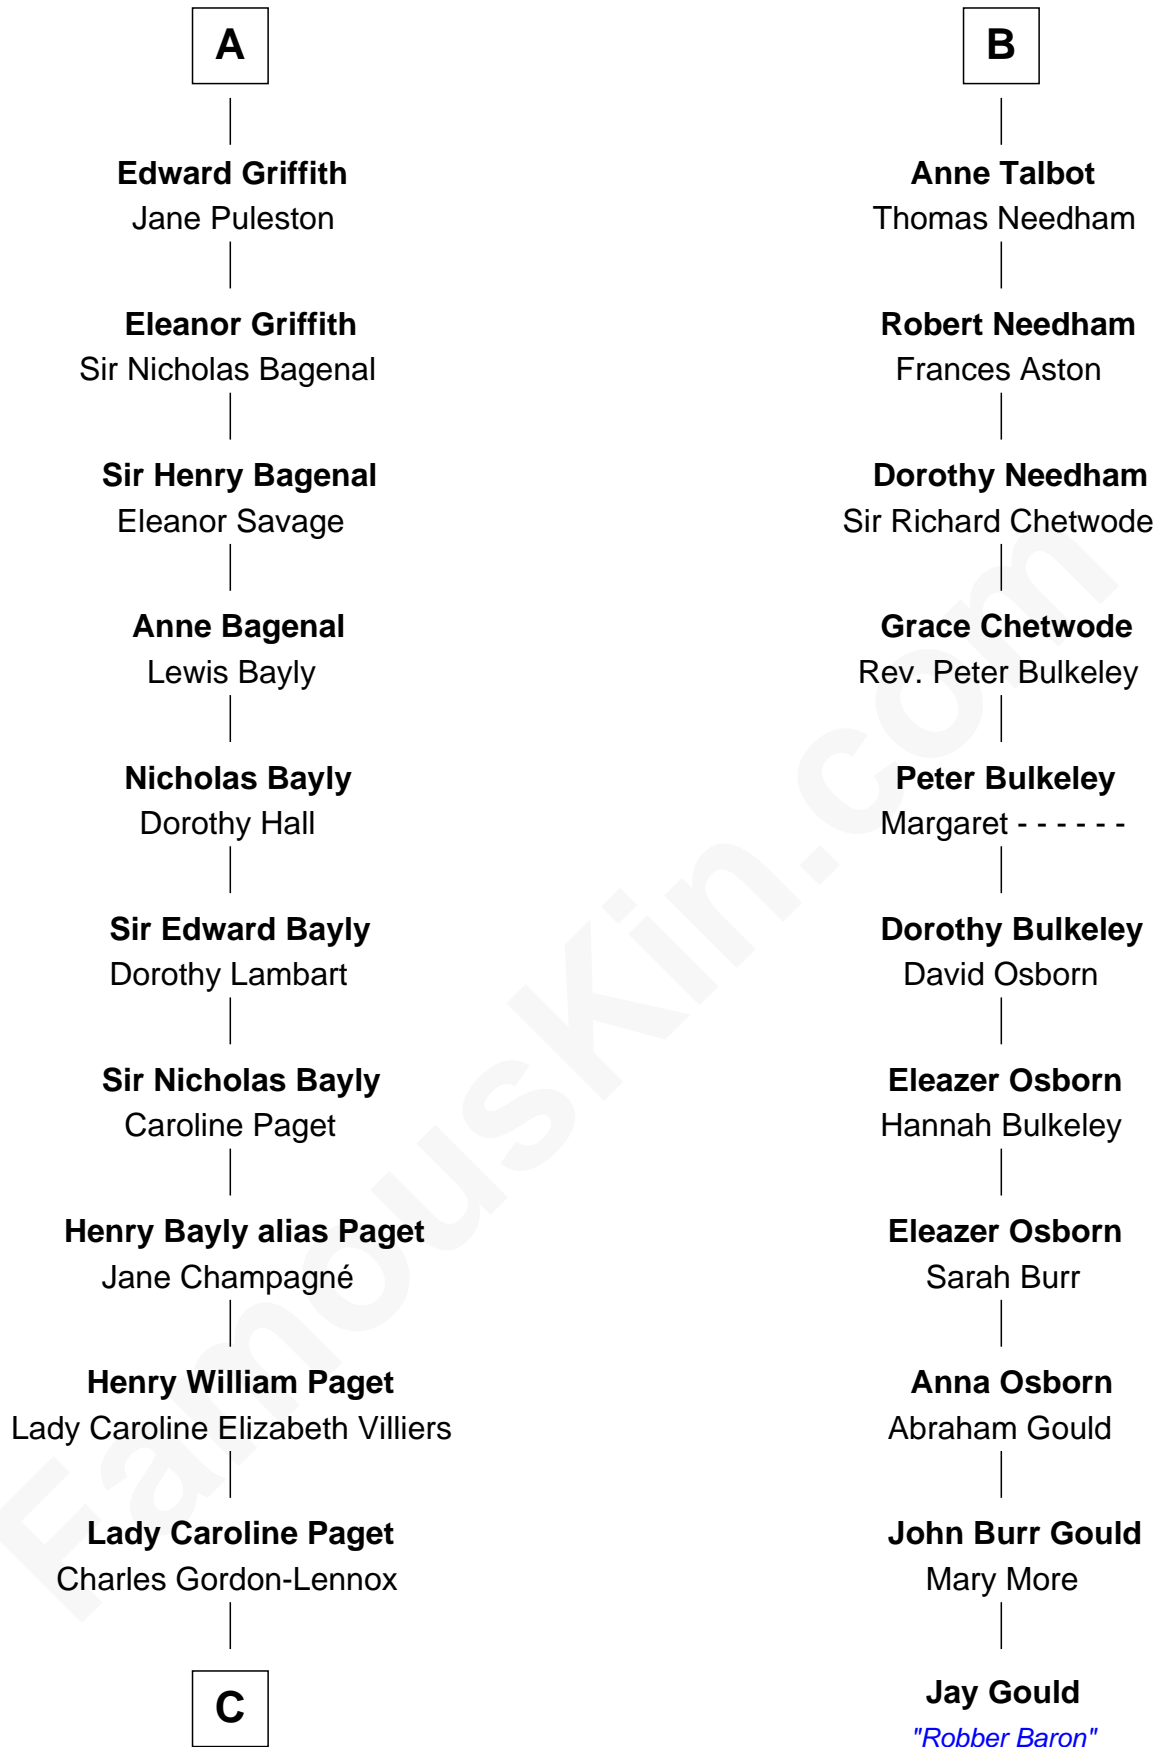 A
Edward Griffith
Jane Puleston
Eleanor Griffith
Sir Nicholas Bagenal
Sir Henry Bagenal
Eleanor Savage
Anne Bagenal
Lewis Bayly
Nicholas Bayly
Dorothy Hall
Sir Edward Bayly
Dorothy Lambart
Sir Nicholas Bayly
Caroline Paget
Henry Bayly alias Paget
Jane Champagné
Henry William Paget
Lady Caroline Elizabeth Villiers
Lady Caroline Paget
Charles Gordon-Lennox
C
B
Anne Talbot
Thomas Needham
Robert Needham
Frances Aston
Dorothy Needham
Sir Richard Chetwode
Grace Chetwode
Rev. Peter Bulkeley
Peter Bulkeley
Margaret - - - - - -
Dorothy Bulkeley
David Osborn
Eleazer Osborn
Hannah Bulkeley
Eleazer Osborn
Sarah Burr
Anna Osborn
Abraham Gould
John Burr Gould
Mary More
Jay Gould
"Robber Baron"
FamousKin.com